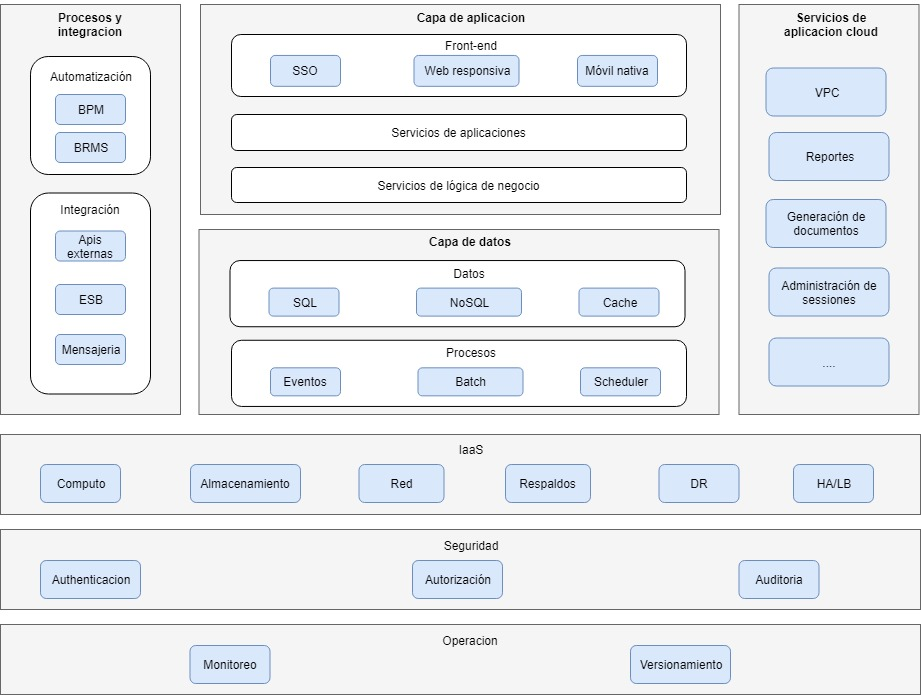 Procesos y
integracion
Automatización
BPM
BRMS
Integración
Apis
externas
ESB
Mensajeria
Capa de aplicacion
Front-end
SSO
Web responsiva
Móvil nativa
Servicios de aplicaciones
Servicios de lógica de negocio
Capa de datos
Datos
SQL
NoSQL
Cache
Procesos
Eventos
Batch
Scheduler
Servicios de
aplicacion cloud
VPC
Reportes
Generación de
documentos
Administración de
sessiones
....
IaaS
Computo
Almacenamiento
Red
Respaldos
DR
HA/LB
Seguridad
Authenticacion
Autorización
Auditoria
Operacion
Monitoreo
Versionamiento